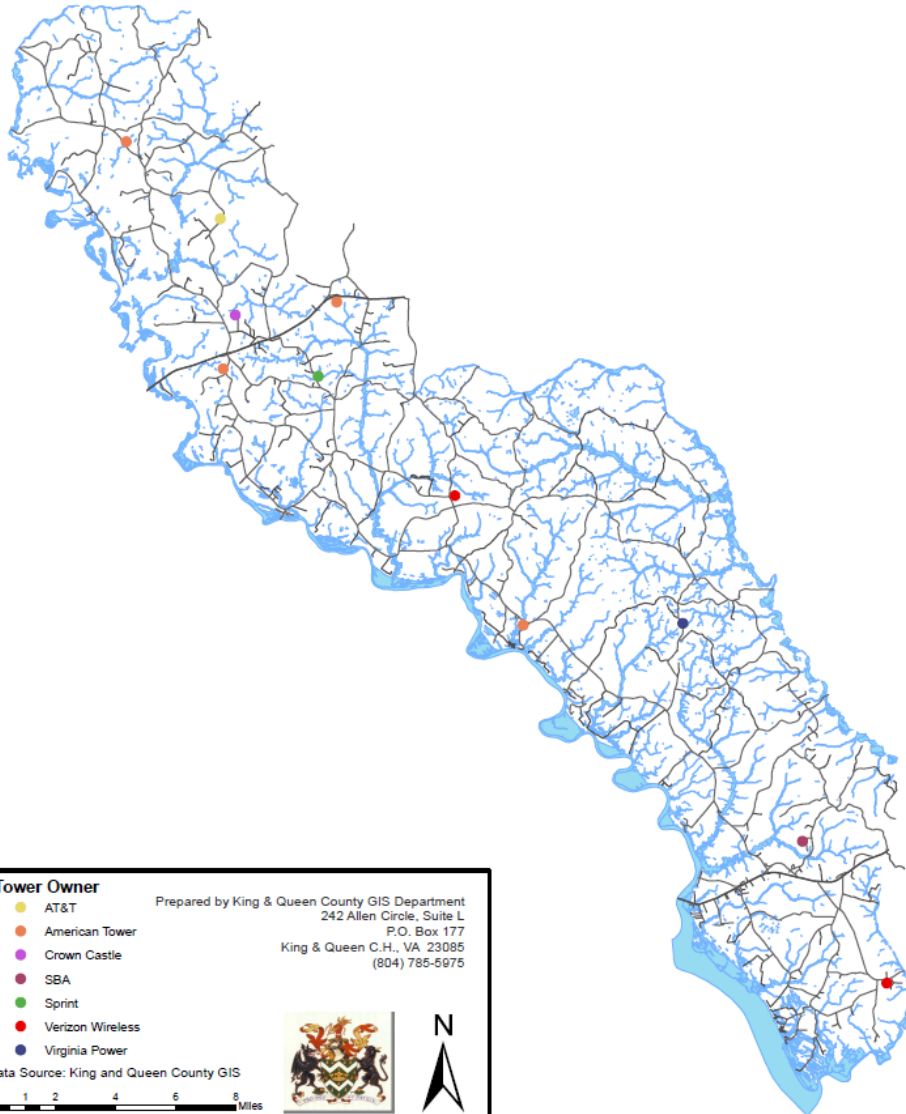 Tower Owner
AT&T
American Tower
Crown Castle
SBA
Sprint
Verizon Wireless
Virginia Power
Prepared by King & Queen County GIS Department
242 Allen Circle, Suite L
P.O. Box 177
King & Queen C.H., VA 23085
(804) 785-5975
N
ata Source: King and Queen County GIS
1 2 4 6 8 Miles